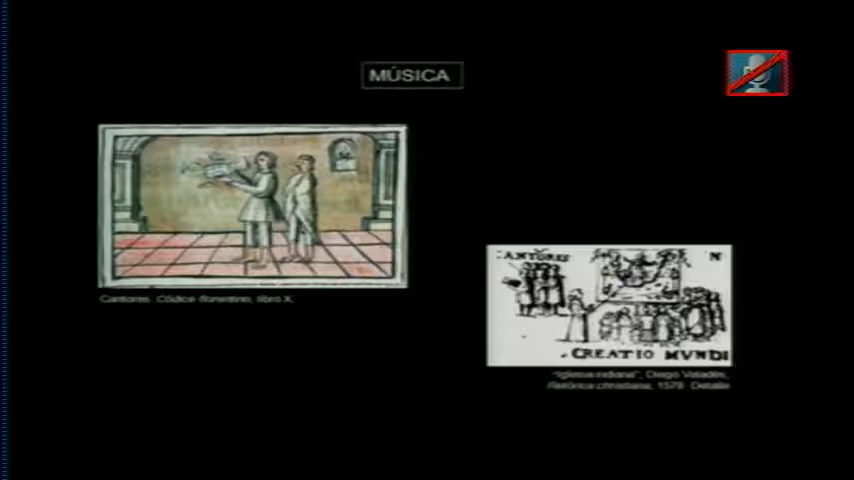 MÚSICA
Cantores. Códice florentino, libro X.
CANTORES
N
CREATIO MVNDI
"Iglesia indiana", Diego Valadés,
Retórica christiana, 1579. Detalle